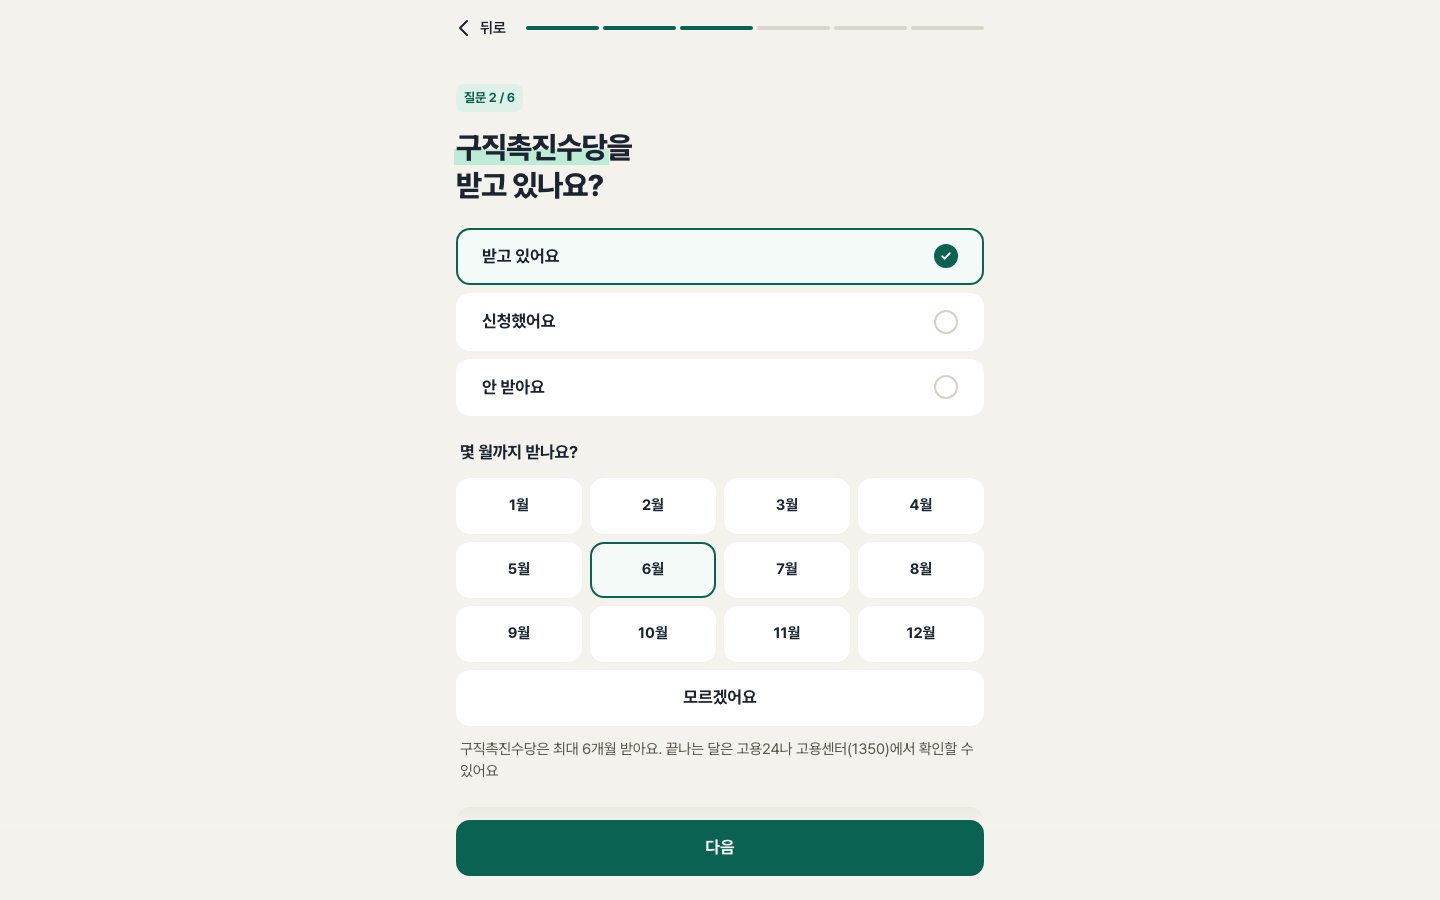 뒤로
질문 2 / 6
구직촉진수당을
받고 있나요?
받고 있어요
신청했어요
안 받아요
몇 월까지 받나요?
1월 2월 3월 4월
5월 6월 7월 8월
9월 10월 11월 12월
모르겠어요
구직촉진수당은 최대 6개월 받아요. 끝나는 달은 고용24나 고용센터(1350)에서 확인할 수
있어요
다음